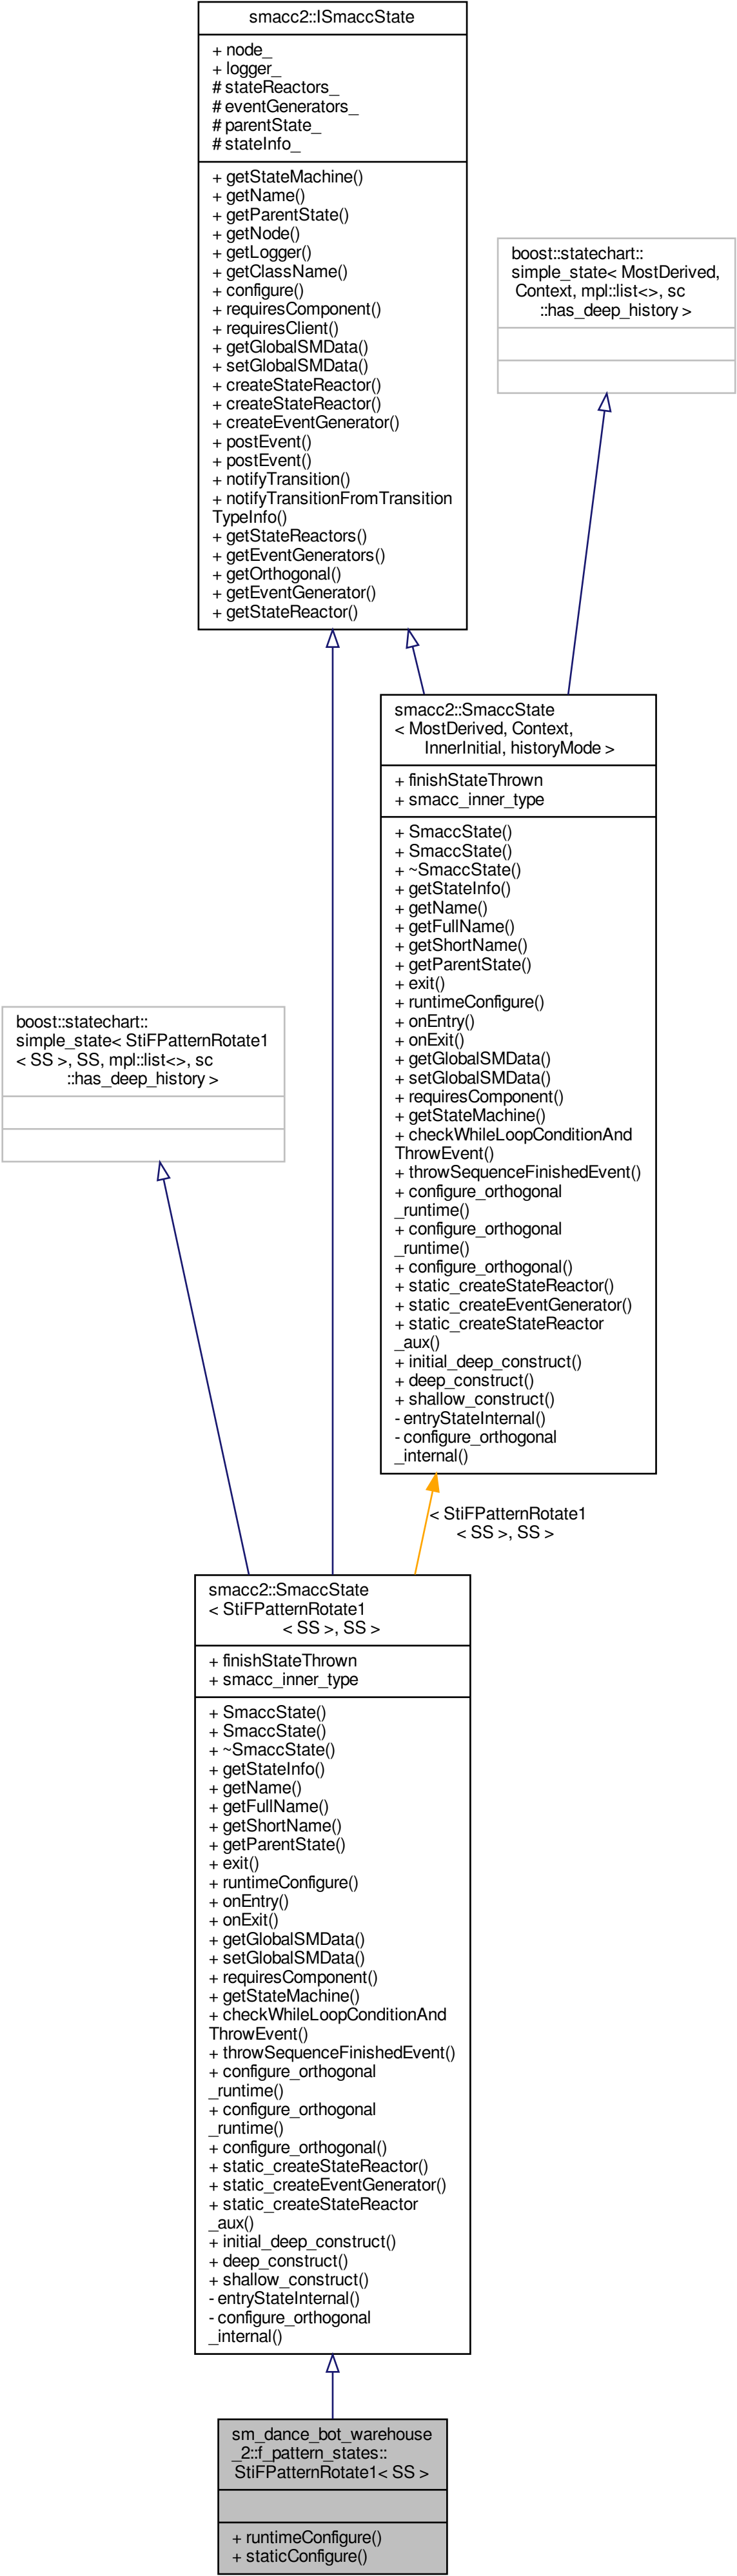 smacc2::ISmaccState
+ node_
+ logger_
# stateReactors_
# eventGenerators_
# parentState_
# stateInfo_
+ getStateMachine()
+ getName()
+ getParentState()
+ getNode()
+ getLogger()
+ getClassName()
+ configure()
+ requiresComponent()
+ requiresClient()
+ getGlobalSMData()
+ setGlobalSMData()
+ createStateReactor()
+ createStateReactor()
+ createEventGenerator()
+ postEvent()
+ postEvent()
+ notifyTransition()
+ notifyTransitionFromTransition
TypeInfo()
+ getStateReactors()
+ getEventGenerators()
+ getOrthogonal()
+ getEventGenerator()
+ getStateReactor()
boost::statechart::
simple_state< MostDerived,
Context, mpl::list<>, sc
::has_deep_history >
smacc2::SmaccState
< MostDerived, Context,
InnerInitial, historyMode >
+ finishStateThrown
+ smacc_inner_type
+ SmaccState()
+ SmaccState()
+ ~SmaccState()
+ getStateInfo()
+ getName()
+ getFullName()
+ getShortName()
+ getParentState()
+ exit()
+ runtimeConfigure()
+ onEntry()
+ onExit()
+ getGlobalSMData()
+ setGlobalSMData()
+ requiresComponent()
+ getStateMachine()
+ checkWhileLoopConditionAnd
ThrowEvent()
+ throwSequenceFinishedEvent()
+ configure_orthogonal
_runtime()
+ configure_orthogonal
_runtime()
+ configure_orthogonal()
+ static_createStateReactor()
+ static_createEventGenerator()
+ static_createStateReactor
_aux()
+ initial_deep_construct()
+ deep_construct()
+ shallow_construct()
- entryStateInternal()
- configure_orthogonal
_internal()
boost::statechart::
simple_state< StiFPatternRotate1
< SS >, SS, mpl::list<>, sc
::has_deep_history >
< StiFPatternRotate1
< SS >, SS >
smacc2::SmaccState
< StiFPatternRotate1
< SS >, SS >
+ finishStateThrown
+ smacc_inner_type
+ SmaccState()
+ SmaccState()
+ ~SmaccState()
+ getStateInfo()
+ getName()
+ getFullName()
+ getShortName()
+ getParentState()
+ exit()
+ runtimeConfigure()
+ onEntry()
+ onExit()
+ getGlobalSMData()
+ setGlobalSMData()
+ requiresComponent()
+ getStateMachine()
+ checkWhileLoopConditionAnd
ThrowEvent()
+ throwSequenceFinishedEvent()
+ configure_orthogonal
_runtime()
+ configure_orthogonal
_runtime()
+ configure_orthogonal()
+ static_createStateReactor()
+ static_createEventGenerator()
+ static_createStateReactor
_aux()
+ initial_deep_construct()
+ deep_construct()
+ shallow_construct()
- entryStateInternal()
- configure_orthogonal
_internal()
sm_dance_bot_warehouse
_2::f_pattern_states::
StiFPatternRotate1< SS >
+ runtimeConfigure()
+ staticConfigure()